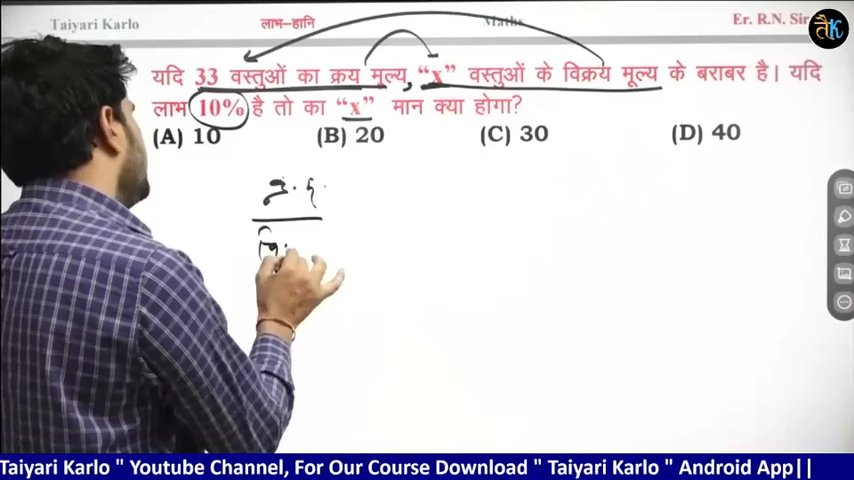 Taiyari Karlo लाभ-हानि Maths Er. R.N. Sir
यदि 33 वस्तुओं का क्रय मूल्य, “x” वस्तुओं के विक्रय मूल्य के बराबर है। यदि
लाभ 10% है तो का “x” मान क्या होगा?
(A) 10 (B) 20 (C) 30 (D) 40
Taiyari Karlo " Youtube Channel, For Our Course Download " Taiyari Karlo " Android App||